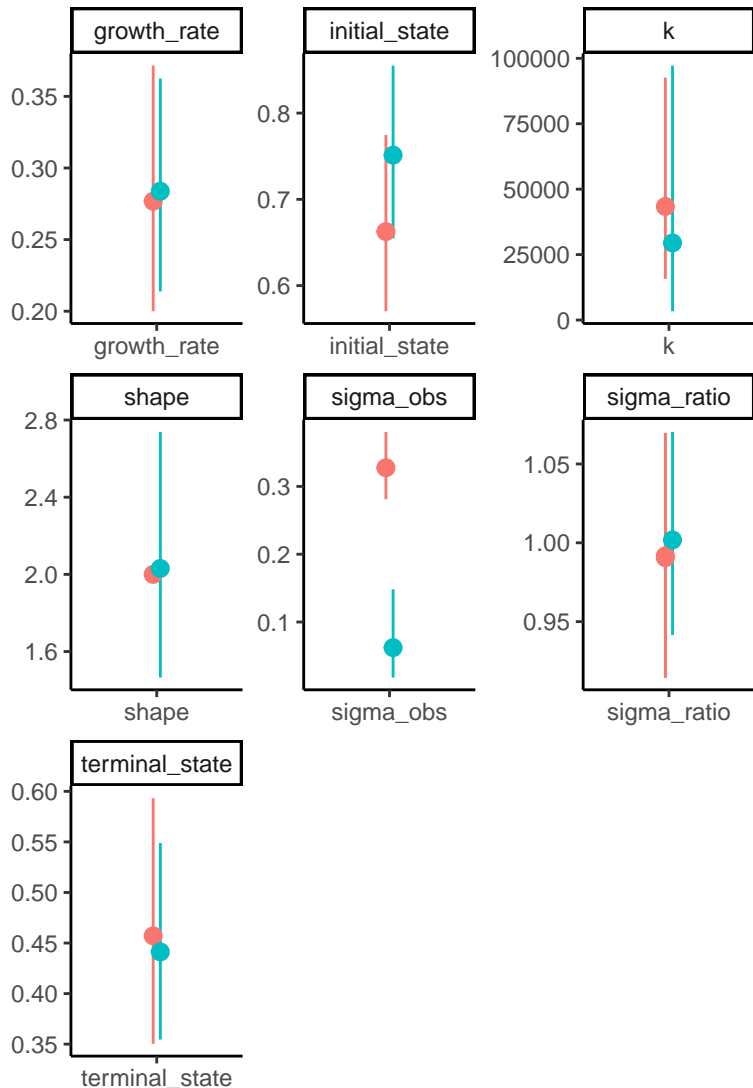 growth_rate
0.35
0.30
0.25
0.20
growth_rate
initial_state
0.8
0.7
0.6
initial_state
k
100000
75000
50000
25000
0
k
shape
2.8
2.4
2.0
1.6
shape
sigma_obs
0.3
0.2
0.1
sigma_obs
sigma_ratio
1.05
1.00
0.95
sigma_ratio
terminal_state
0.60
0.55
0.50
0.45
0.40
0.35
terminal_state